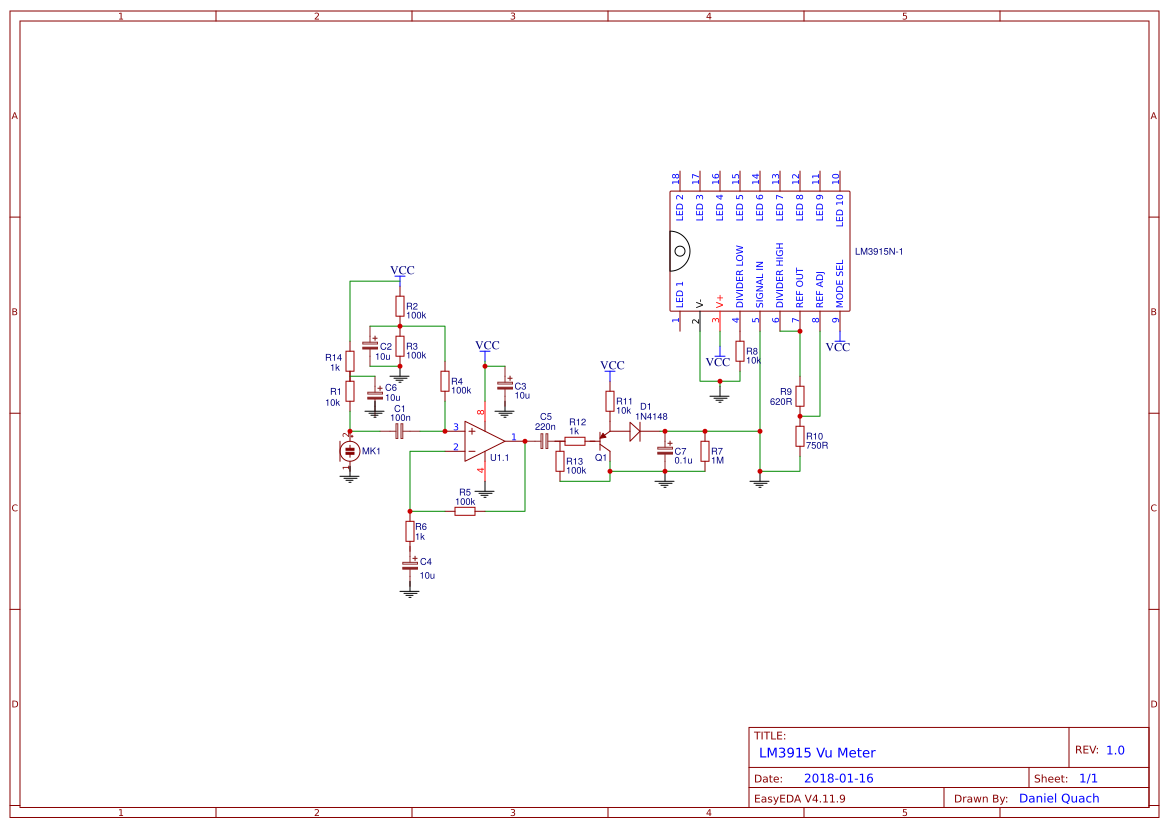 1 2 3 4 5
A A
18 17 16 15 14 13 12 11 10
LED 2 LED 3 LED 4 LED 5 LED 6 LED 7 LED 8 LED 9 LED 10
LM3915N-1
LED 1 V- V+ DIVIDER LOW SIGNAL IN DIVIDER HIGH REF OUT REF ADJ MODE SEL
1 2 3 4 5 6 7 8 9
B B
VCC
R2
100k
C2
10u
R3
100k
R14
1k
R1
10k
C6
10u
C1
100n
R4
100k
VCC
C3
10u
VCC
VCC
VCC
R8
10k
R9
620R
R10
750R
R11
10k
D1
1N4148
C5
220n
R12
1k
R13
100k
Q1
C7
0.1u
R7
1M
2
MK1
1
3
+
2
−
8
1
4
U1.1
R5
100k
R6
1k
C4
10u
C C
D D
TITLE:
LM3915 Vu Meter
REV: 1.0
Date: 2018-01-16
Sheet: 1/1
EasyEDA V4.11.9
Drawn By: Daniel Quach
1 2 3 4 5